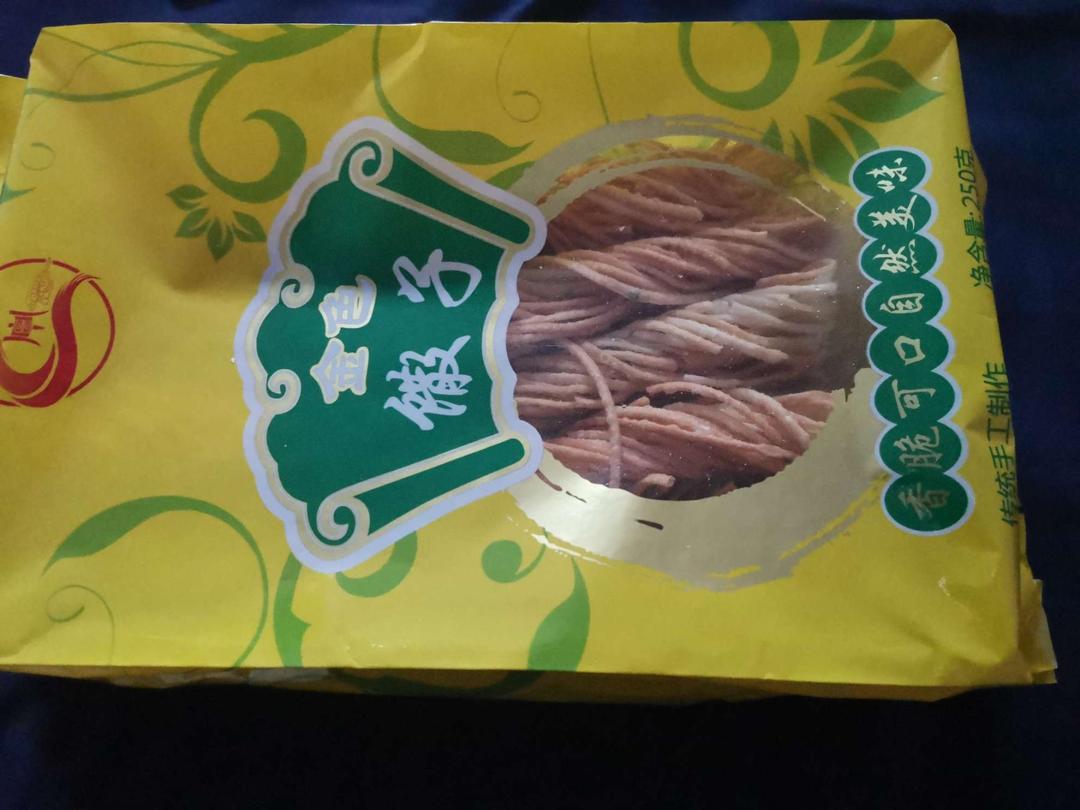 金色
馓子
香脆可口自然美味
传统手工制作 净含量:250克